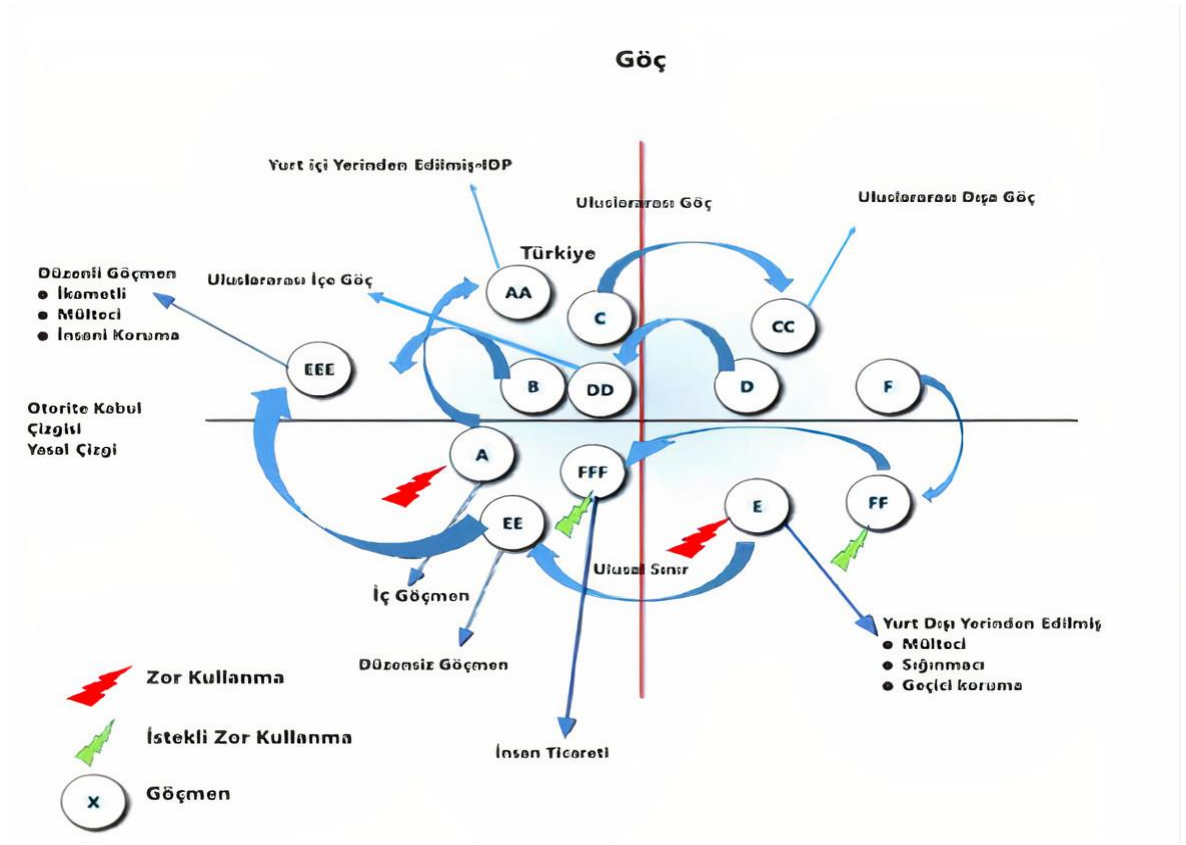 Göç
Yurt içi Yerinden Edilmiş-IDP
Uluslararası Göç
Uluslararası Dışa Göç
Türkiye
Düzenli Göçmen
● İkametli
● Mülteci
● İnsani Koruma
Uluslararası İçe Göç
AA
C
CC
EEE
B
DD
D
F
Otorite Kabul
Çizgisi
Yasal Çizgi
A
FFF
E
FF
EE
Ulusal Sınır
İç Göçmen
Düzensiz Göçmen
Yurt Dışı Yerinden Edilmiş
● Mülteci
● Sığınmacı
● Geçici koruma
Zor Kullanma
İstekli Zor Kullanma
İnsan Ticareti
X
Göçmen